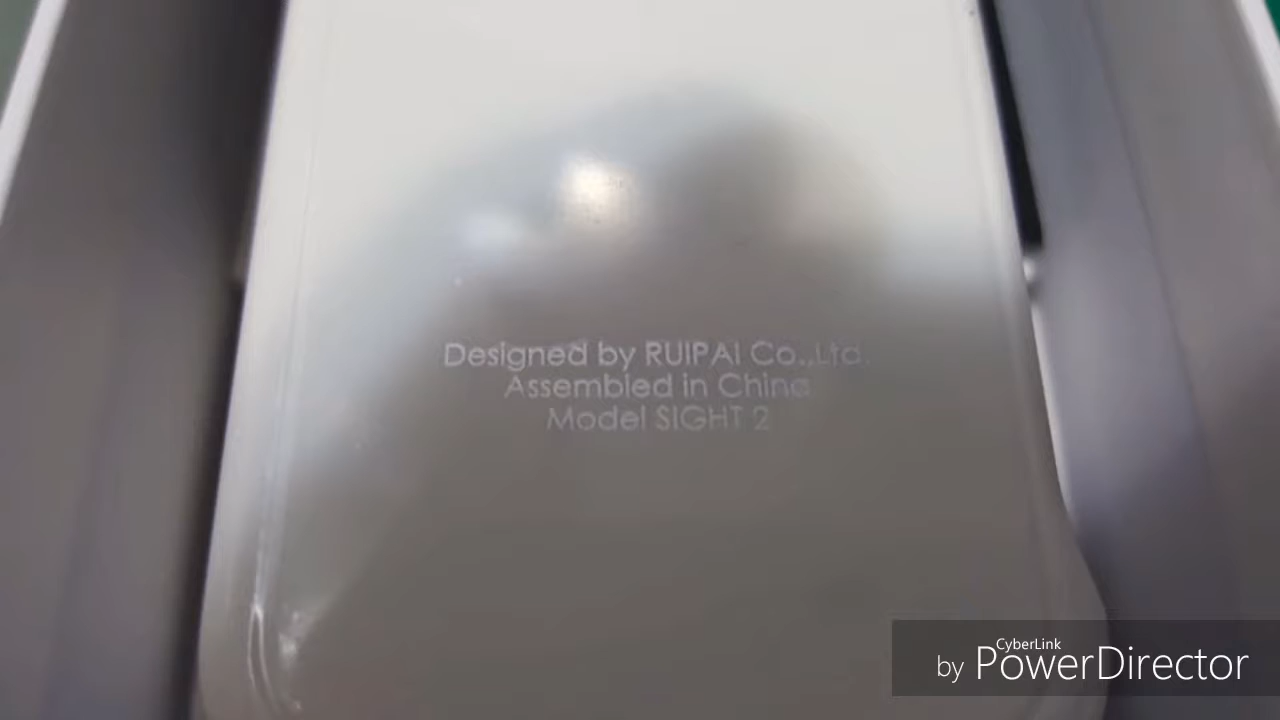 Designed by RUIPAI Co.,Ltd.
Assembled in China
Model SIGHT 2
CyberLink
by PowerDirector